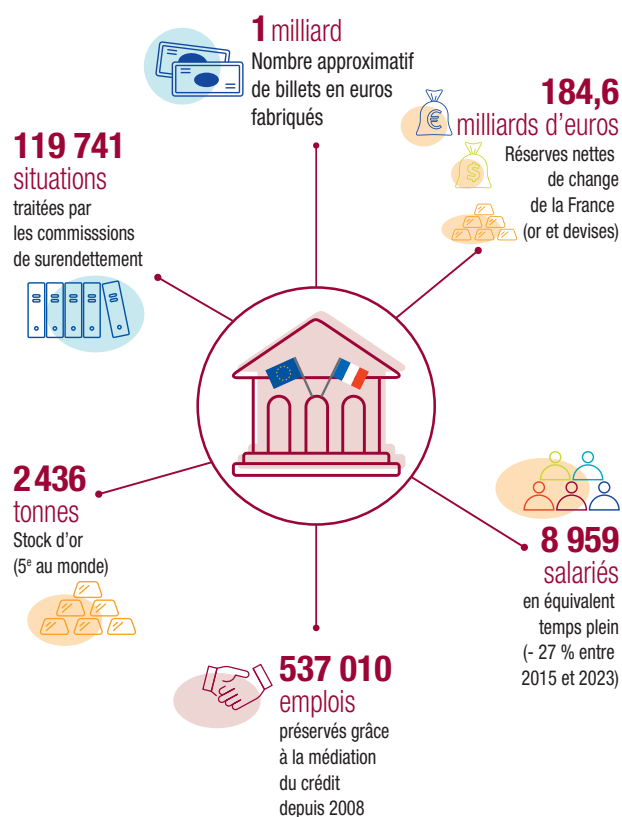 1 milliard
Nombre approximatif
de billets en euros
fabriqués
184,6
milliards d'euros
Réserves nettes
de change
de la France
(or et devises)
€
$
119 741
situations
traitées par
les commisssions
de surendettement
2 436
tonnes
Stock d'or
(5e au monde)
8 959
salariés
en équivalent
temps plein
(- 27 % entre
2015 et 2023)
537 010
emplois
préservés grâce
à la médiation
du crédit
depuis 2008